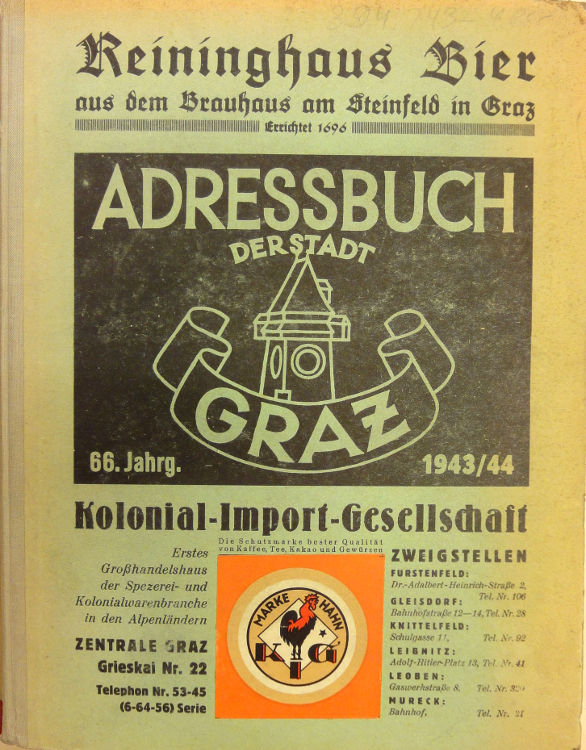 Reininghaus Bier
aus dem Brauhaus am Steinfeld in Graz
Errichtet 1696
ADRESSBUCH
DER STADT
GRAZ
66. Jahrg.
1943/44
Kolonial-Import-Gesellschaft
Die Schutzmarke bester Qualität
von Kaffee, Tee, Kakao und Gewürzen
Erstes
Großhandelshaus
der Spezerei- und
Kolonialwarenbranche
in den Alpenländern
ZENTRALE GRAZ
Grieskai Nr. 22
Telephon Nr. 53-45
(6-64-56) Serie
MARKE HAHN
KIG
ZWEIGSTELLEN
FURSTENFELD:
Dr.-Adalbert-Heinrich-Straße 2,
Tel. Nr. 106
GLEISDORF:
Bahnhofstraße 12—14, Tel. Nr. 28
KNITTELFELD:
Schulgasse Tel. Nr. 92
LEIBNITZ:
Adolf-Hitler-Platz 13, Tel. Nr. 41
LEOBEN:
Gaswerkstraße 8, Tel. Nr.
MURECK:
Bahnhof, Tel. Nr.